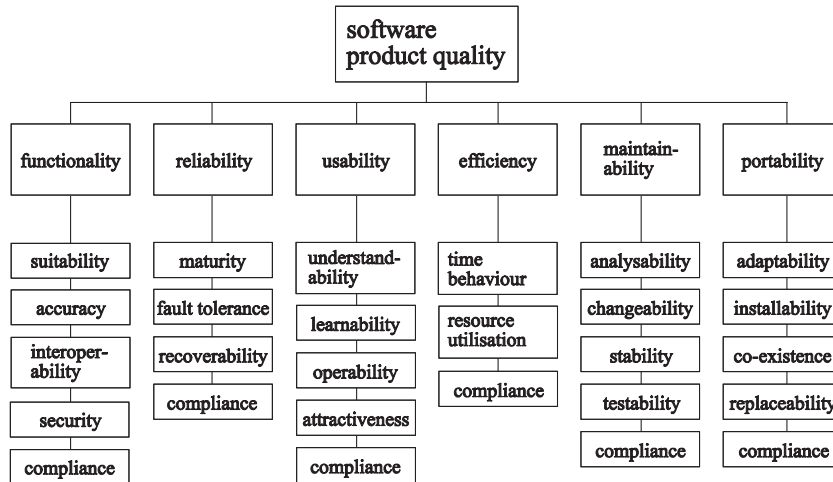 software
product quality
functionality
reliability
usability
efficiency
maintain-
ability
portability
suitability
accuracy
interoper-
ability
security
compliance
maturity
fault tolerance
recoverability
compliance
understand-
ability
learnability
operability
attractiveness
compliance
time
behaviour
resource
utilisation
compliance
analysability
changeability
stability
testability
compliance
adaptability
installability
co-existence
replaceability
compliance